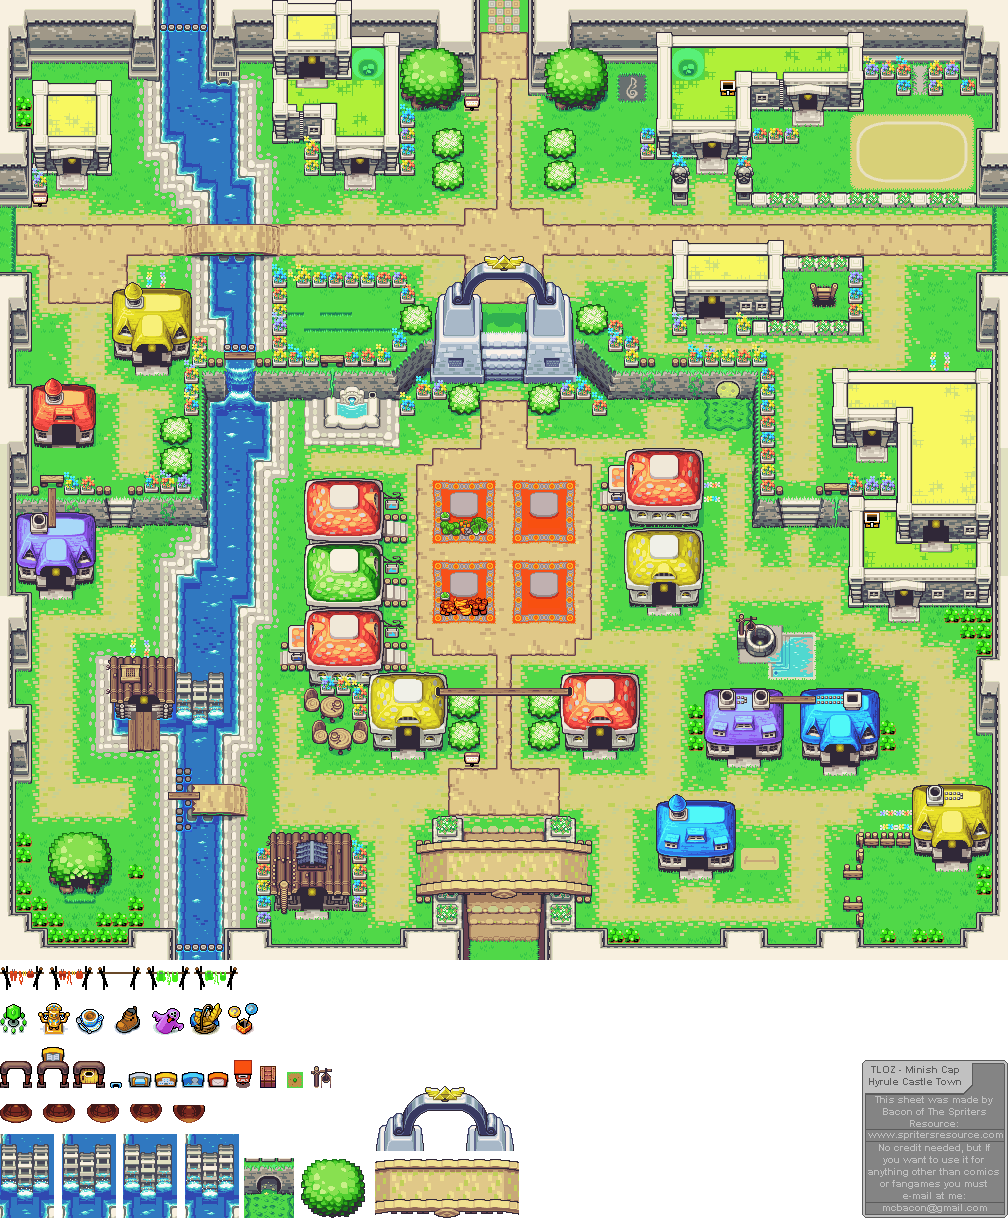 TLOZ - Minish Cap
Hyrule Castle Town
This sheet was made by
Bacon of The Spriters
Resource:
www.spritersresource.com
No credit needed, but if
you want to use it for
anything other than comics
or fangames you must
e-mail at me:
mcbacon@gmail.com